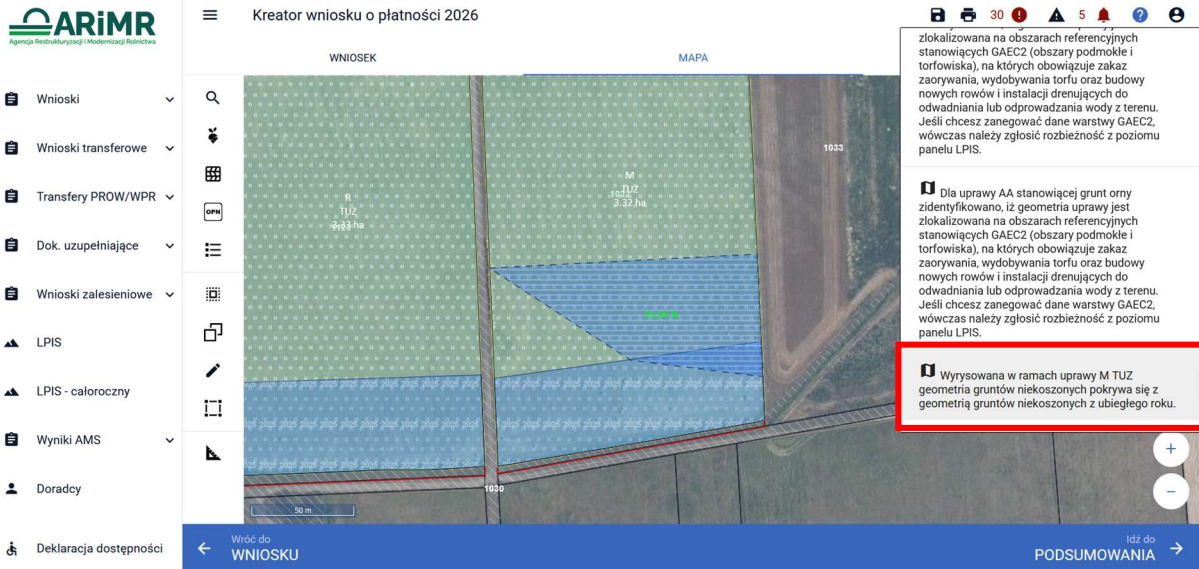 ARiMR
Agencja Restrukturyzacji i Modernizacji Rolnictwa
Kreator wniosku o płatności 2026
30
5
WNIOSEK
MAPA
Wnioski
Wnioski transferowe
Transfery PROW/WPR
Dok. uzupełniające
Wnioski zalesieniowe
LPIS
LPIS - całoroczny
Wyniki AMS
Doradcy
Deklaracja dostępności
OPN
R
TUZ
3.33 ha
M
TUZ
3.32 ha
1033
1030
50 m
zlokalizowana na obszarach referencyjnych
stanowiących GAEC2 (obszary podmokłe i
torfowiska), na których obowiązuje zakaz
zaorywania, wydobywania torfu oraz budowy
nowych rowów i instalacji drenujących do
odwadniania lub odprowadzania wody z terenu.
Jeśli chcesz zanegować dane warstwy GAEC2,
wówczas należy zgłosić rozbieżność z poziomu
panelu LPIS.
Dla uprawy AA stanowiącej grunt orny
zidentyfikowano, iż geometria uprawy jest
zlokalizowana na obszarach referencyjnych
stanowiących GAEC2 (obszary podmokłe i
torfowiska), na których obowiązuje zakaz
zaorywania, wydobywania torfu oraz budowy
nowych rowów i instalacji drenujących do
odwadniania lub odprowadzania wody z terenu.
Jeśli chcesz zanegować dane warstwy GAEC2,
wówczas należy zgłosić rozbieżność z poziomu
panelu LPIS.
Wyrysowana w ramach uprawy M TUZ
geometria gruntów niekoszonych pokrywa się z
geometrią gruntów niekoszonych z ubiegłego roku.
+
−
Wróć do
WNIOSKU
Idź do
PODSUMOWANIA